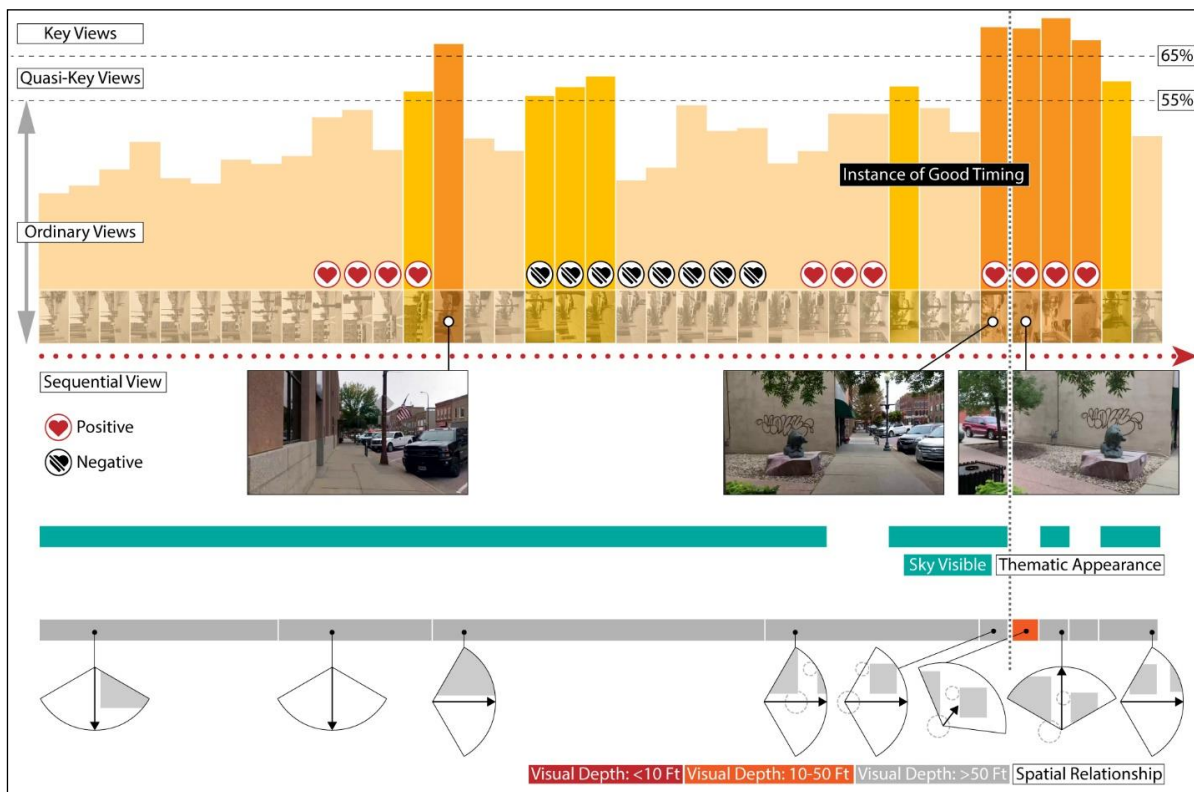 Key Views
65%
Quasi-Key Views
55%
Instance of Good Timing
Ordinary Views
Sequential View
Positive
Negative
Sky Visible
Thematic Appearance
Visual Depth: <10 Ft
Visual Depth: 10-50 Ft
Visual Depth: >50 Ft
Spatial Relationship